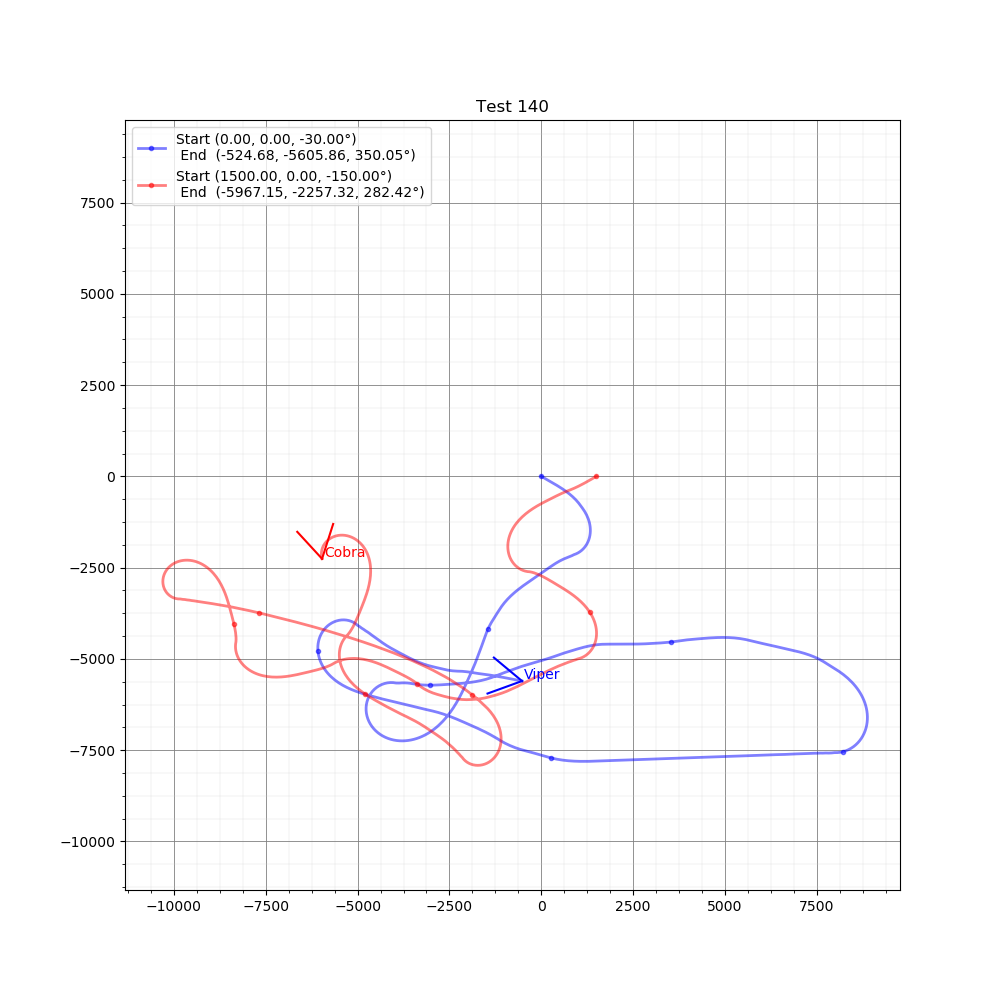 Test 140
Start (0.00, 0.00, -30.00°)
End  (-524.68, -5605.86, 350.05°)
Start (1500.00, 0.00, -150.00°)
End  (-5967.15, -2257.32, 282.42°)
7500
5000
2500
0
−2500
−5000
−7500
−10000
Cobra
Viper
−10000 −7500 −5000 −2500 0 2500 5000 7500